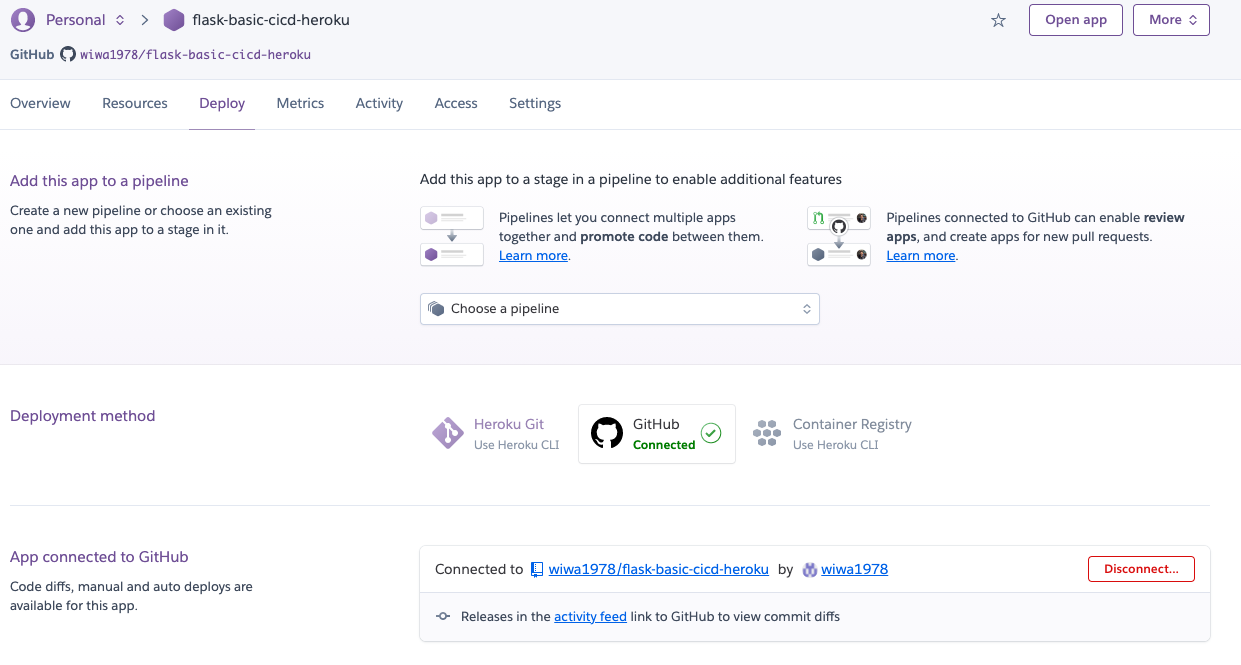 Personal flask-basic-cicd-heroku Open app More
GitHub wiwa1978/flask-basic-cicd-heroku
Overview Resources Deploy Metrics Activity Access Settings
Add this app to a pipeline
Create a new pipeline or choose an existing
one and add this app to a stage in it.
Add this app to a stage in a pipeline to enable additional features
Pipelines let you connect multiple apps
together and promote code between them.
Learn more.
Pipelines connected to GitHub can enable review
apps, and create apps for new pull requests.
Learn more.
Choose a pipeline
Deployment method
Heroku Git
Use Heroku CLI
GitHub
Connected
Container Registry
Use Heroku CLI
App connected to GitHub
Code diffs, manual and auto deploys are
available for this app.
Connected to wiwa1978/flask-basic-cicd-heroku by wiwa1978 Disconnect...
Releases in the activity feed link to GitHub to view commit diffs